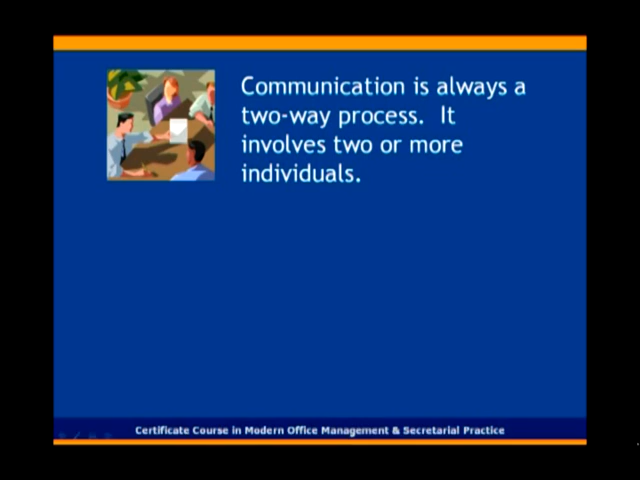 Communication is always a
two-way process. It
involves two or more
individuals.
Certificate Course in Modern Office Management & Secretarial Practice